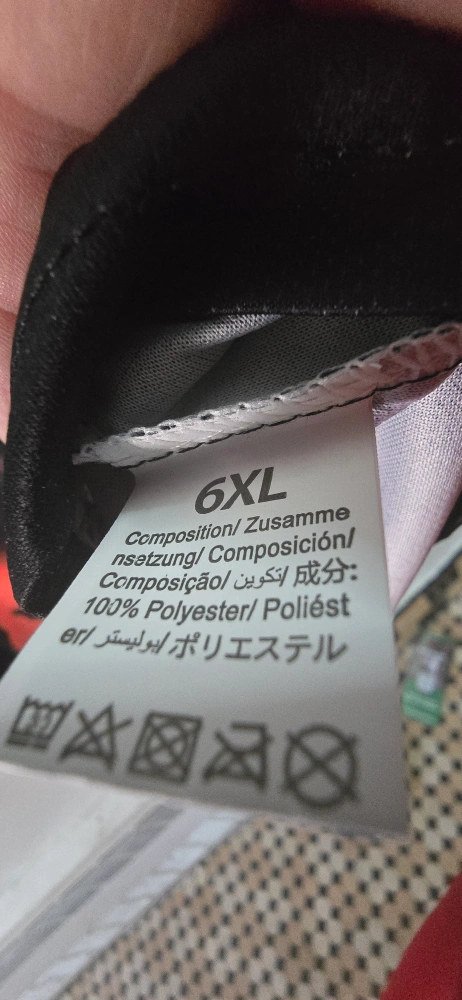 6XL
Composition/ Zusamme
nsetzung/ Composición/
Composição/ تكوين/ 成分:
100% Polyester/ Poliést
er/ بوليستر/ ポリエステル